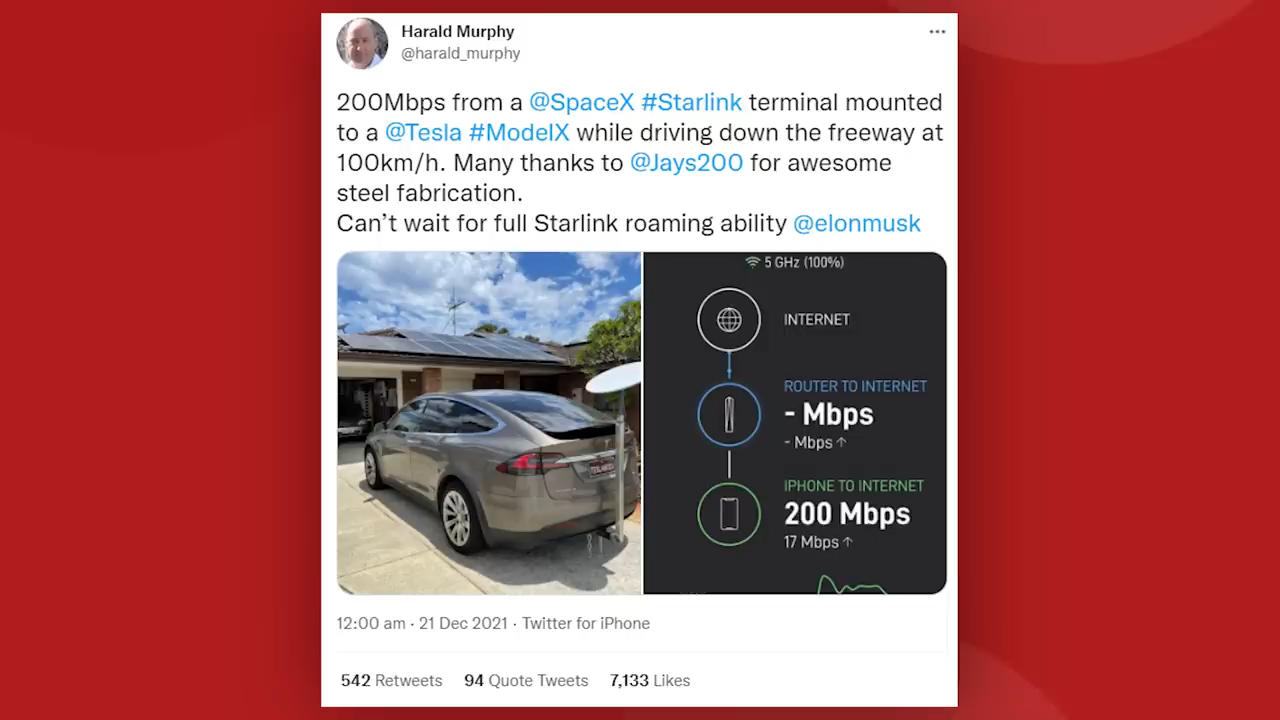 Harald Murphy
@harald_murphy
200Mbps from a @SpaceX #Starlink terminal mounted
to a @Tesla #ModelX while driving down the freeway at
100km/h. Many thanks to @Jays200 for awesome
steel fabrication.
Can’t wait for full Starlink roaming ability @elonmusk
5 GHz (100%)
INTERNET
ROUTER TO INTERNET
- Mbps
- Mbps ↑
IPHONE TO INTERNET
200 Mbps
17 Mbps ↑
12:00 am · 21 Dec 2021 · Twitter for iPhone
542 Retweets 94 Quote Tweets 7,133 Likes